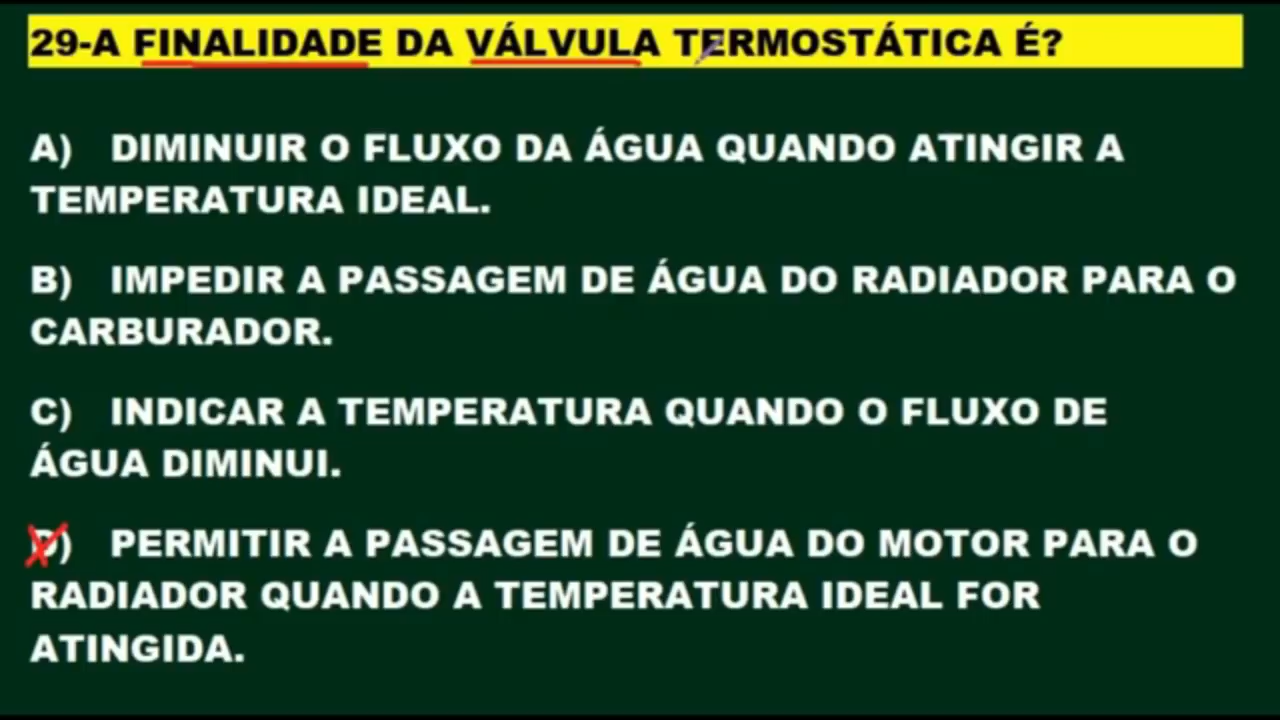 29-A FINALIDADE DA VÁLVULA TERMOSTÁTICA É?
A) DIMINUIR O FLUXO DA ÁGUA QUANDO ATINGIR A
TEMPERATURA IDEAL.
B) IMPEDIR A PASSAGEM DE ÁGUA DO RADIADOR PARA O
CARBURADOR.
C) INDICAR A TEMPERATURA QUANDO O FLUXO DE
ÁGUA DIMINUI.
D) PERMITIR A PASSAGEM DE ÁGUA DO MOTOR PARA O
RADIADOR QUANDO A TEMPERATURA IDEAL FOR
ATINGIDA.